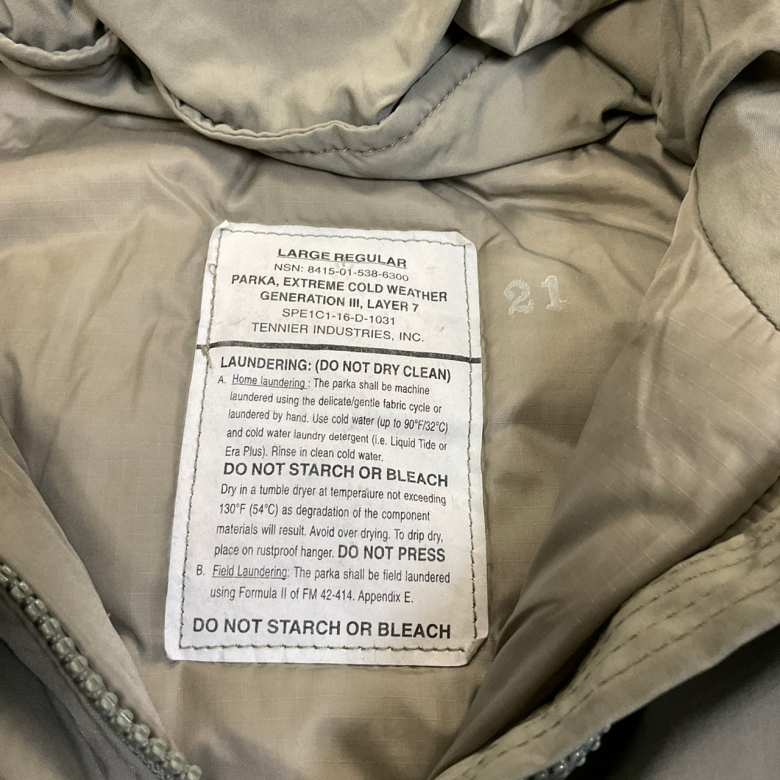 LARGE REGULAR
NSN: 8415-01-538-6300
PARKA, EXTREME COLD WEATHER
GENERATION III, LAYER 7
SPE1C1-16-D-1031
TENNIER INDUSTRIES, INC.
21
LAUNDERING: (DO NOT DRY CLEAN)
A. Home laundering : The parka shall be machine
laundered using the delicate/gentle fabric cycle or
laundered by hand. Use cold water (up to 90°F/32°C)
and cold water laundry detergent (i.e. Liquid Tide or
Era Plus). Rinse in clean cold water.
DO NOT STARCH OR BLEACH
Dry in a tumble dryer at temperature not exceeding
130°F (54°C) as degradation of the component
materials will result. Avoid over drying. To drip dry,
place on rustproof hanger. DO NOT PRESS
B. Field Laundering: The parka shall be field laundered
using Formula II of FM 42-414. Appendix E.
DO NOT STARCH OR BLEACH